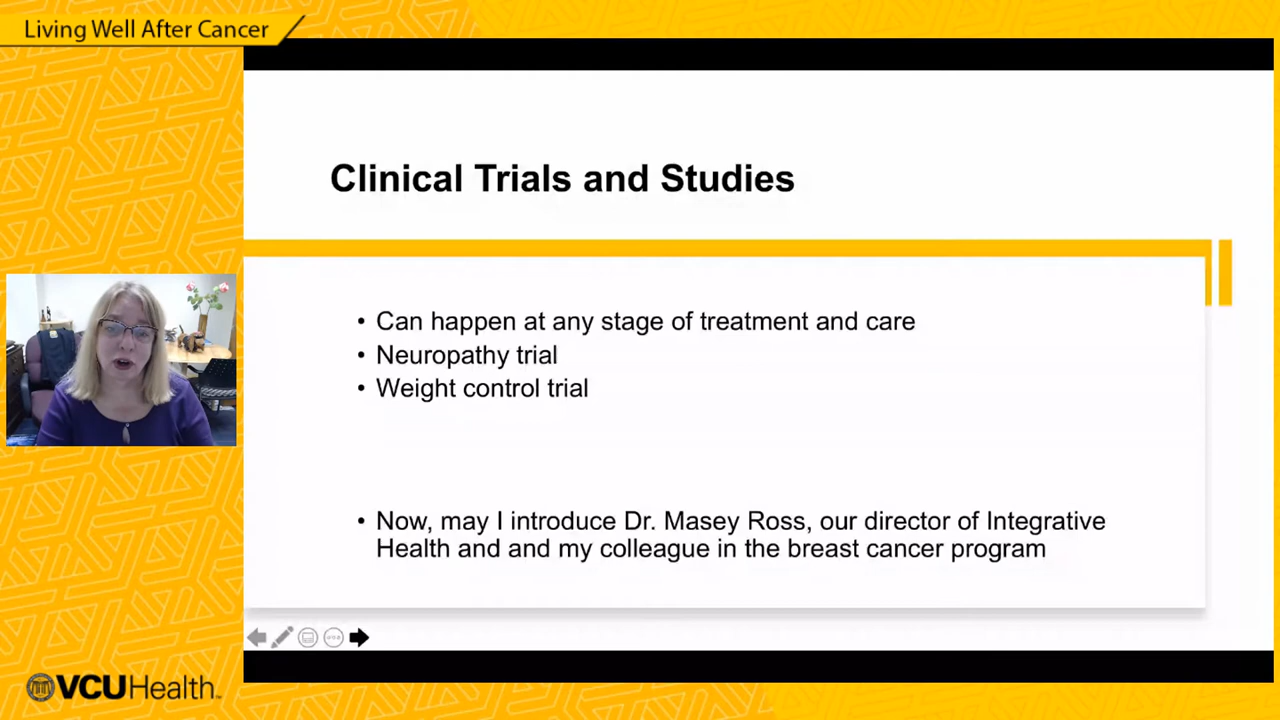 Living Well After Cancer
Clinical Trials and Studies
• Can happen at any stage of treatment and care
• Neuropathy trial
• Weight control trial
• Now, may I introduce Dr. Masey Ross, our director of Integrative
Health and and my colleague in the breast cancer program
VCUHealth